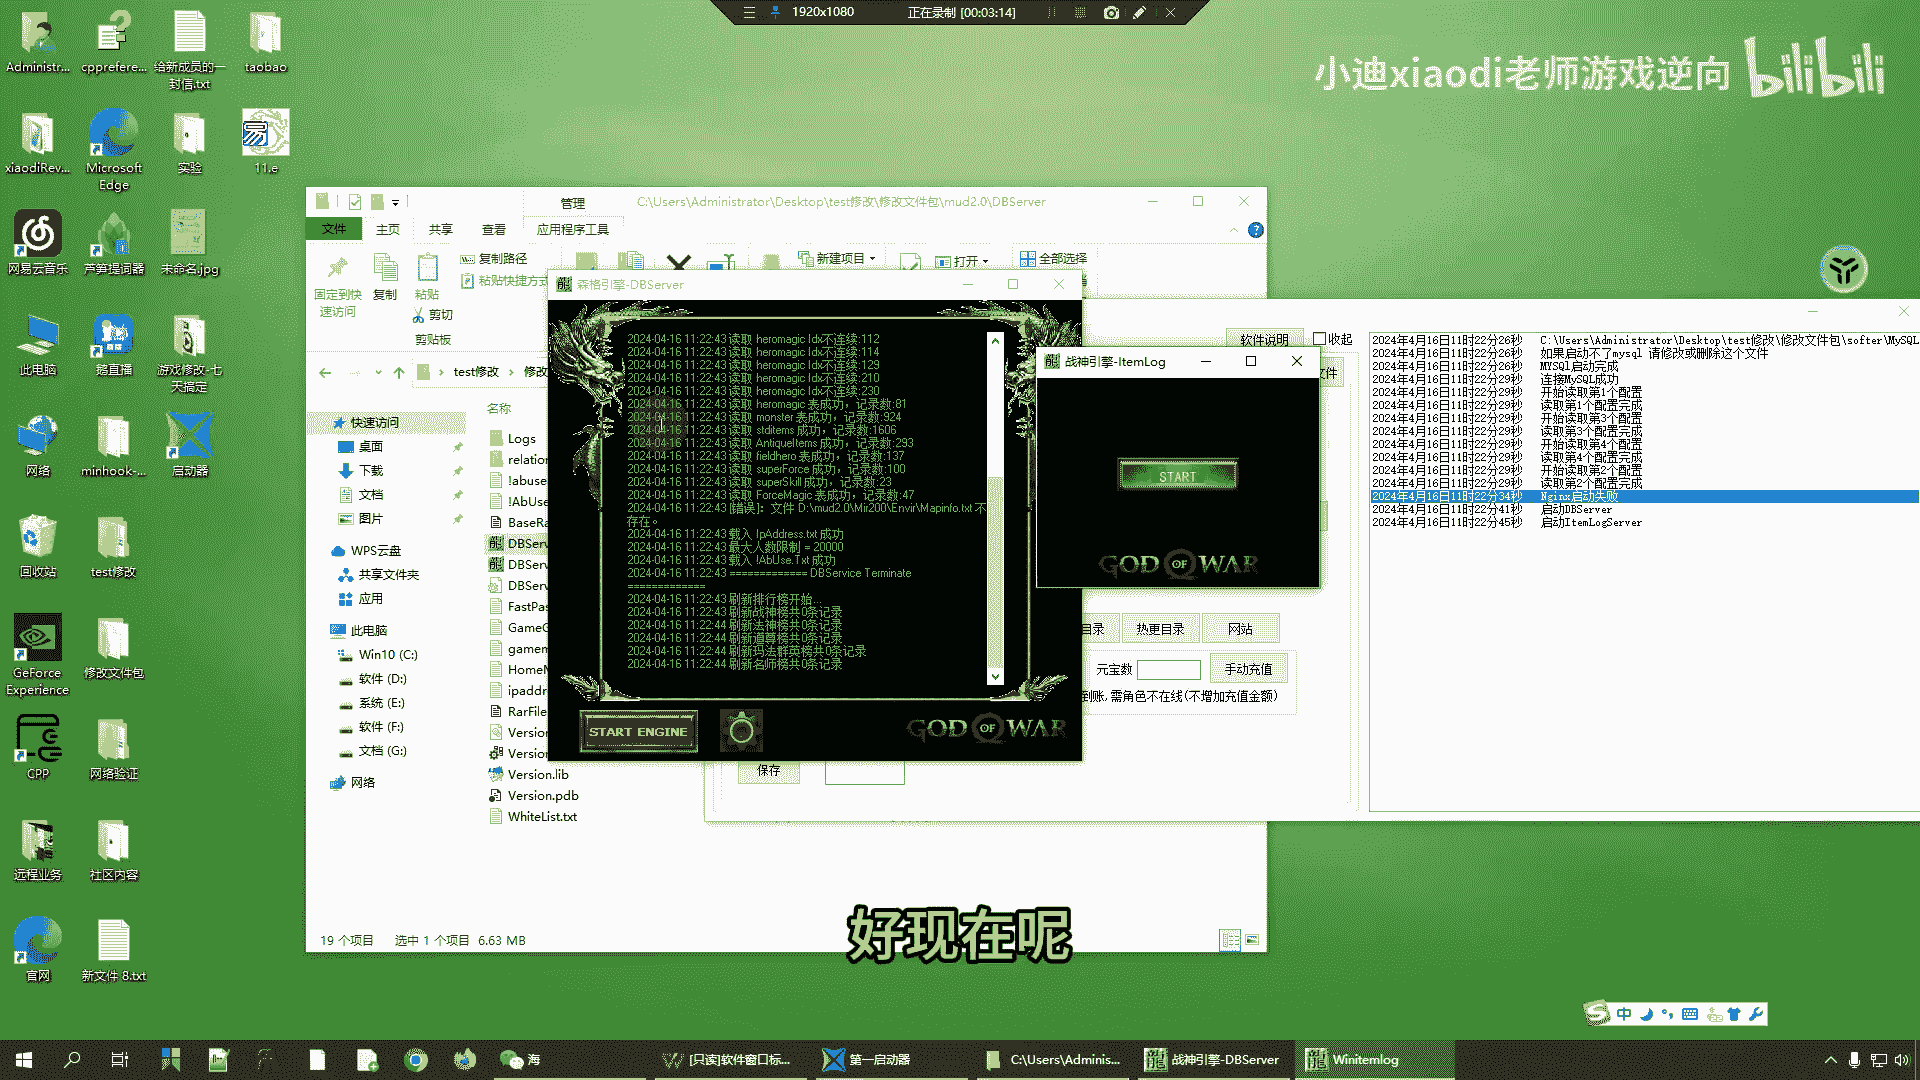 1920x1080
正在录制 [00:03:14]
小迪xiaodi老师游戏逆向
bilibili
Administr...
cpprefere...
给新成员的一封信.txt
taobao
xiaodiRev...
Microsoft Edge
实验
11.e
网易云音乐
芦笋提词器
未命名.jpg
此电脑
鹅直播
游戏修改-七天搞定
网络
minhook-...
启动器
回收站
test修改
GeForce Experience
修改文件包
CPP
网络验证
远程业务
社区内容
官网
新文件 8.txt
管理
C:\Users\Administrator\Desktop\test修改\修改文件包\mud2.0\DBServer
文件
主页
共享
查看
应用程序工具
固定到快速访问
复制
粘贴
复制路径
粘贴快捷方式
剪切
剪贴板
新建项目
打开
全部选择
test修改
修改
名称
快速访问
桌面
下载
文档
图片
WPS云盘
共享文件夹
应用
此电脑
Win10 (C:)
软件 (D:)
系统 (E:)
软件 (F:)
文档 (G:)
网络
Logs
relation
!abuse
!AbUse
BaseRa
DBServ
DBServ
DBServ
FastPas
GameG
gamem
HomeM
ipaddr
RarFile
Version
Version
Version.lib
Version.pdb
WhiteList.txt
19 个项目
选中 1 个项目 6.63 MB
森格引擎-DBServer
2024-04-16 11:22:43 读取 heromagic Idx不连续:112
2024-04-16 11:22:43 读取 heromagic Idx不连续:114
2024-04-16 11:22:43 读取 heromagic Idx不连续:129
2024-04-16 11:22:43 读取 heromagic Idx不连续:210
2024-04-16 11:22:43 读取 heromagic Idx不连续:230
2024-04-16 11:22:43 读取 heromagic 表成功，记录数:81
2024-04-16 11:22:43 读取 monster 表成功，记录数:924
2024-04-16 11:22:43 读取 stditems 成功，记录数:1606
2024-04-16 11:22:43 读取 AntiqueItems 成功，记录数:293
2024-04-16 11:22:43 读取 fieldhero 表成功，记录数:137
2024-04-16 11:22:43 读取 superForce 成功，记录数:100
2024-04-16 11:22:43 读取 superSkill 成功，记录数:23
2024-04-16 11:22:43 读取 ForceMagic 表成功，记录数:47
2024-04-16 11:22:43 [错误]：文件 D:\mud2.0\Mir200\Envir\Mapinfo.txt 不
存在。
2024-04-16 11:22:43 载入 IpAddress.txt 成功
2024-04-16 11:22:43 最大人数限制 = 20000
2024-04-16 11:22:43 载入 !AbUse.Txt 成功
2024-04-16 11:22:43 ============= DBService Terminate
=============
2024-04-16 11:22:43 刷新排行榜开始...
2024-04-16 11:22:43 刷新战神榜共0条记录
2024-04-16 11:22:44 刷新法神榜共0条记录
2024-04-16 11:22:44 刷新道尊榜共0条记录
2024-04-16 11:22:44 刷新玛法群英榜共0条记录
2024-04-16 11:22:44 刷新名师榜共0条记录
START ENGINE
GOD OF WAR
战神引擎-ItemLog
START
GOD OF WAR
软件说明
收起
文件
目录
热更目录
网站
元宝数
手动充值
到账,需角色不在线(不增加充值金额)
保存
2024年4月16日11时22分26秒 C:\Users\Administrator\Desktop\test修改\修改文件包\softer\MySQL
2024年4月16日11时22分26秒 如果启动不了mysql 请修改或删除这个文件
2024年4月16日11时22分26秒 MYSQl启动完成
2024年4月16日11时22分29秒 连接MySQL成功
2024年4月16日11时22分29秒 开始读取第1个配置
2024年4月16日11时22分29秒 读取第1个配置完成
2024年4月16日11时22分29秒 开始读取第3个配置
2024年4月16日11时22分29秒 读取第3个配置完成
2024年4月16日11时22分29秒 开始读取第4个配置
2024年4月16日11时22分29秒 读取第4个配置完成
2024年4月16日11时22分29秒 开始读取第2个配置
2024年4月16日11时22分29秒 读取第2个配置完成
2024年4月16日11时22分34秒 Nginx启动失败
2024年4月16日11时22分41秒 启动DBServer
2024年4月16日11时22分45秒 启动ItemLogServer
好现在呢
中
海
[只读]软件窗口标...
第一启动器
C:\Users\Adminis...
战神引擎-DBServer
Winitemlog